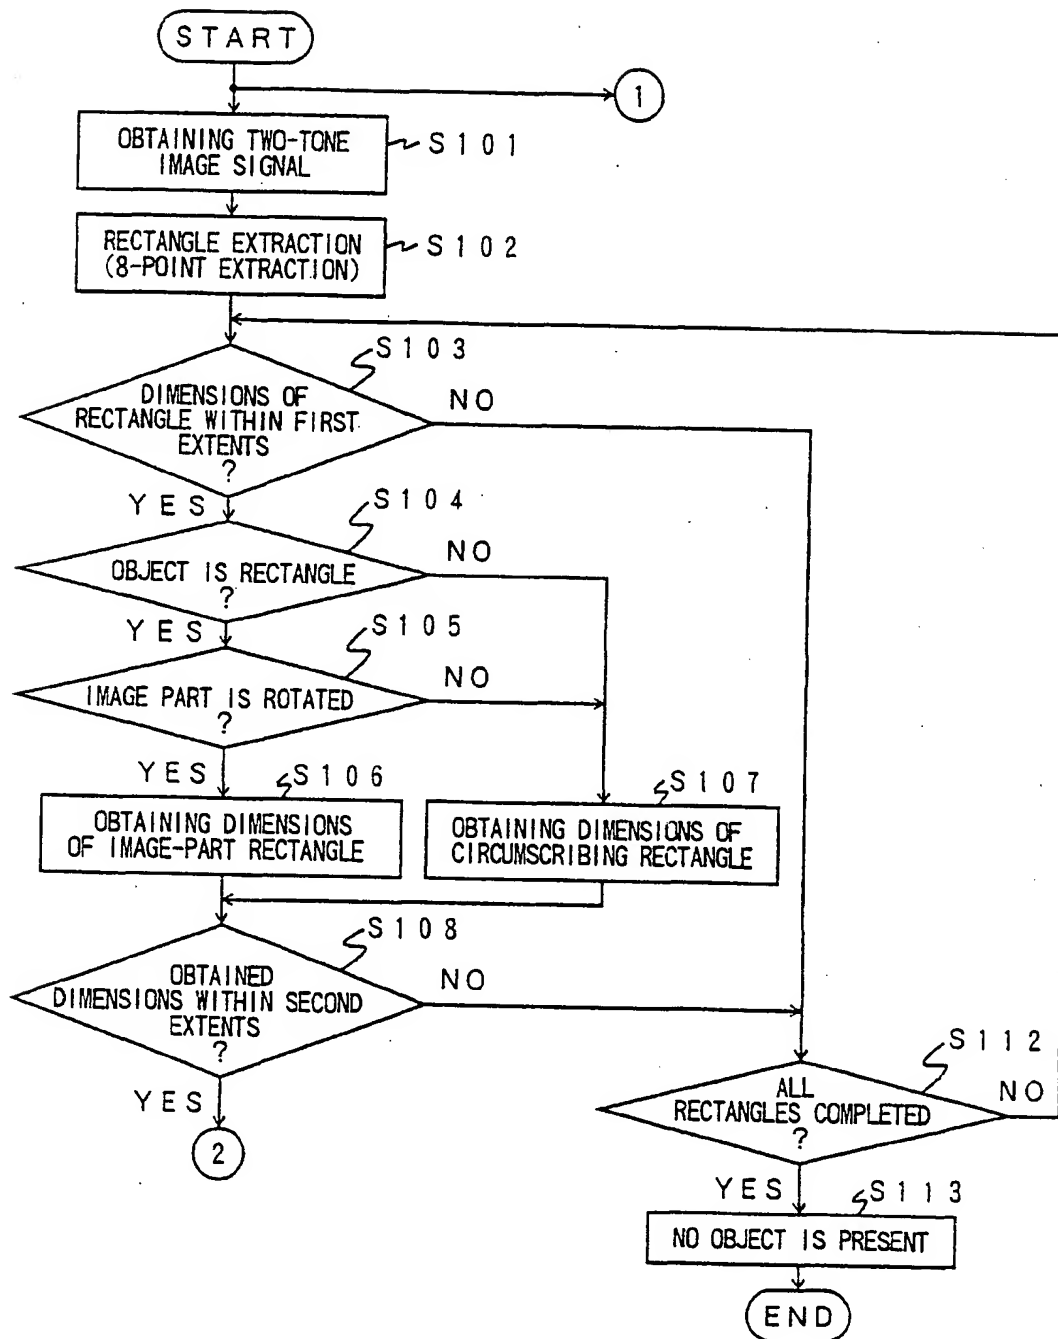 START
1
OBTAINING TWO-TONE
IMAGE SIGNAL
S101
RECTANGLE EXTRACTION
(8-POINT EXTRACTION)
S102
S103
DIMENSIONS OF
RECTANGLE WITHIN FIRST
EXTENTS
?
NO
YES
S104
OBJECT IS RECTANGLE
?
NO
YES
S105
IMAGE PART IS ROTATED
?
NO
YES
S106
OBTAINING DIMENSIONS
OF IMAGE-PART RECTANGLE
S107
OBTAINING DIMENSIONS OF
CIRCUMSCRIBING RECTANGLE
S108
OBTAINED
DIMENSIONS WITHIN SECOND
EXTENTS
?
NO
YES
2
S112
ALL
RECTANGLES COMPLETED
?
NO
YES
S113
NO OBJECT IS PRESENT
END